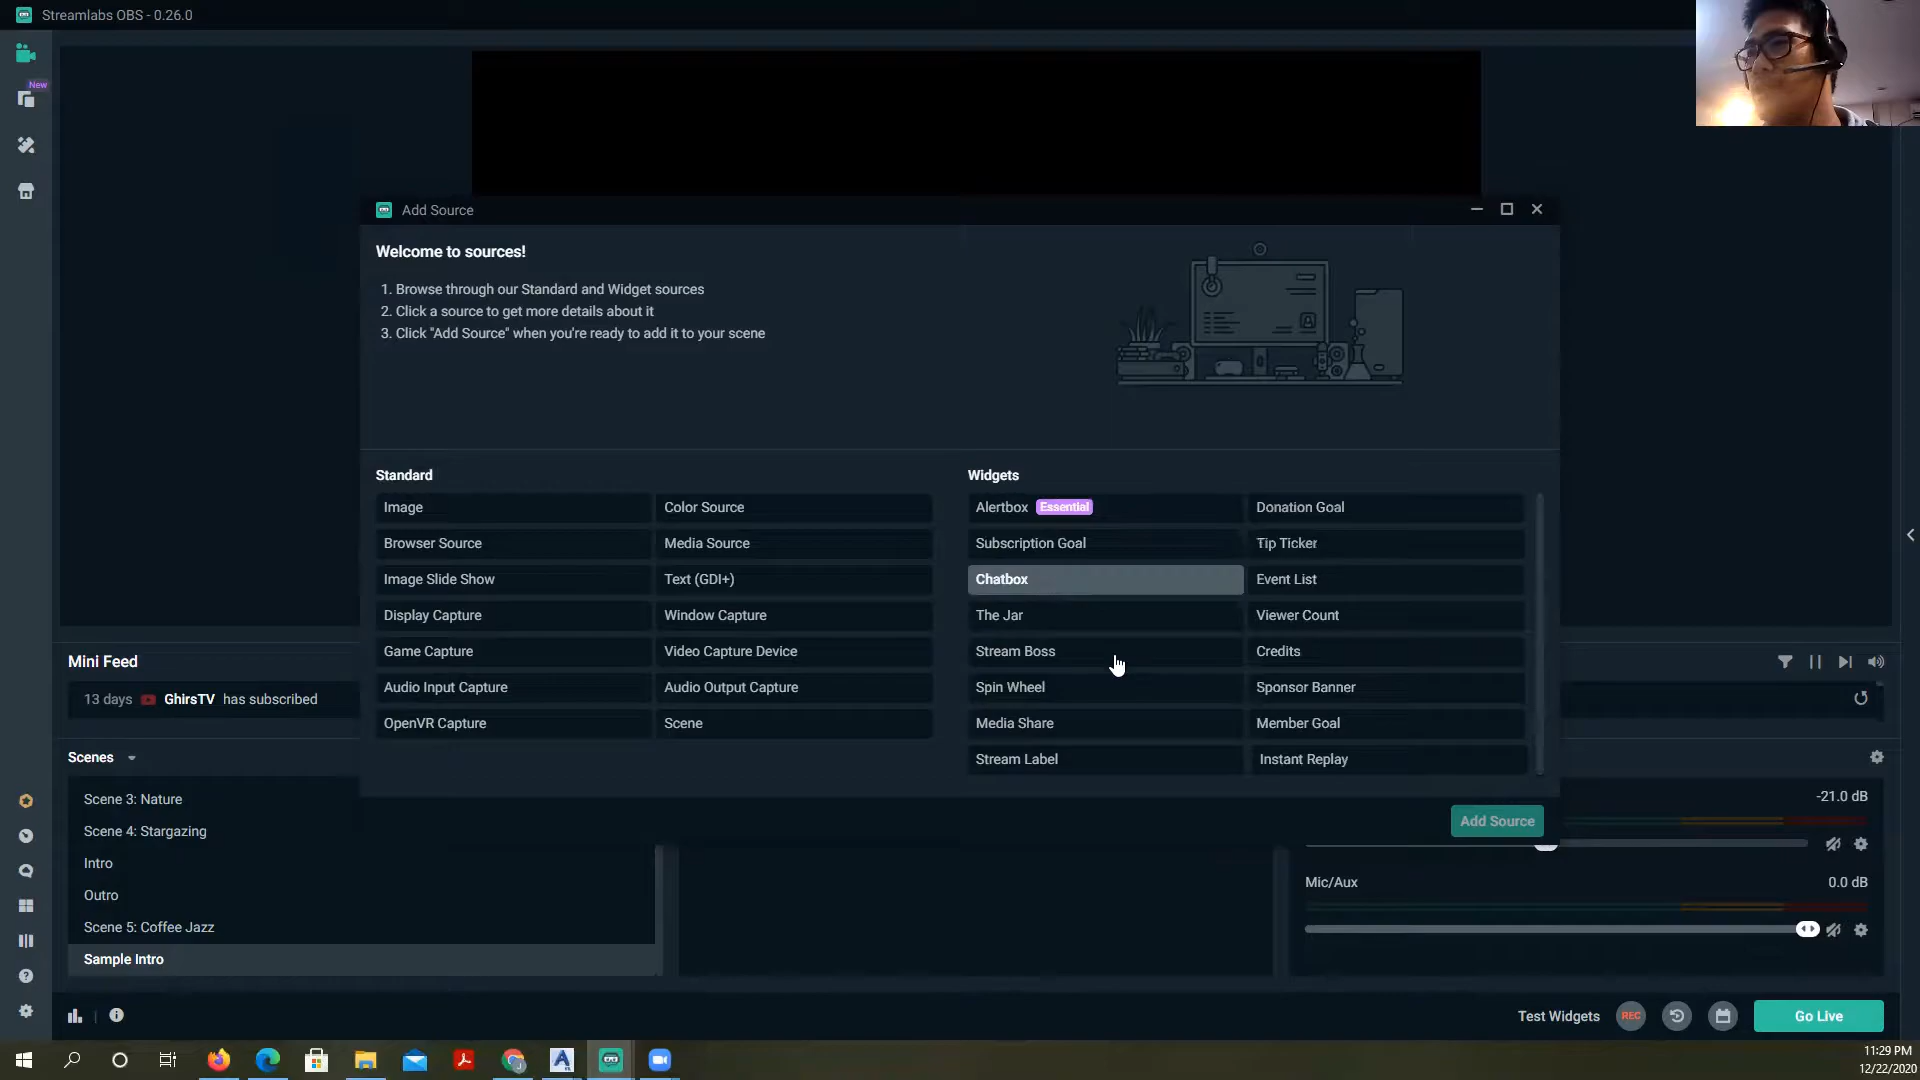 Streamlabs OBS - 0.26.0
New
Add Source
Welcome to sources!
1. Browse through our Standard and Widget sources
2. Click a source to get more details about it
3. Click "Add Source" when you're ready to add it to your scene
Standard
Image
Color Source
Browser Source
Media Source
Image Slide Show
Text (GDI+)
Display Capture
Window Capture
Game Capture
Video Capture Device
Audio Input Capture
Audio Output Capture
OpenVR Capture
Scene
Widgets
Alertbox Essential
Donation Goal
Subscription Goal
Tip Ticker
Chatbox
Event List
The Jar
Viewer Count
Stream Boss
Credits
Spin Wheel
Sponsor Banner
Media Share
Member Goal
Stream Label
Instant Replay
Add Source
Mini Feed
13 days GhirsTV has subscribed
Scenes
Scene 3: Nature
Scene 4: Stargazing
Intro
Outro
Scene 5: Coffee Jazz
Sample Intro
-21.0 dB
Mic/Aux 0.0 dB
Test Widgets REC Go Live
11:29 PM
12/22/2020